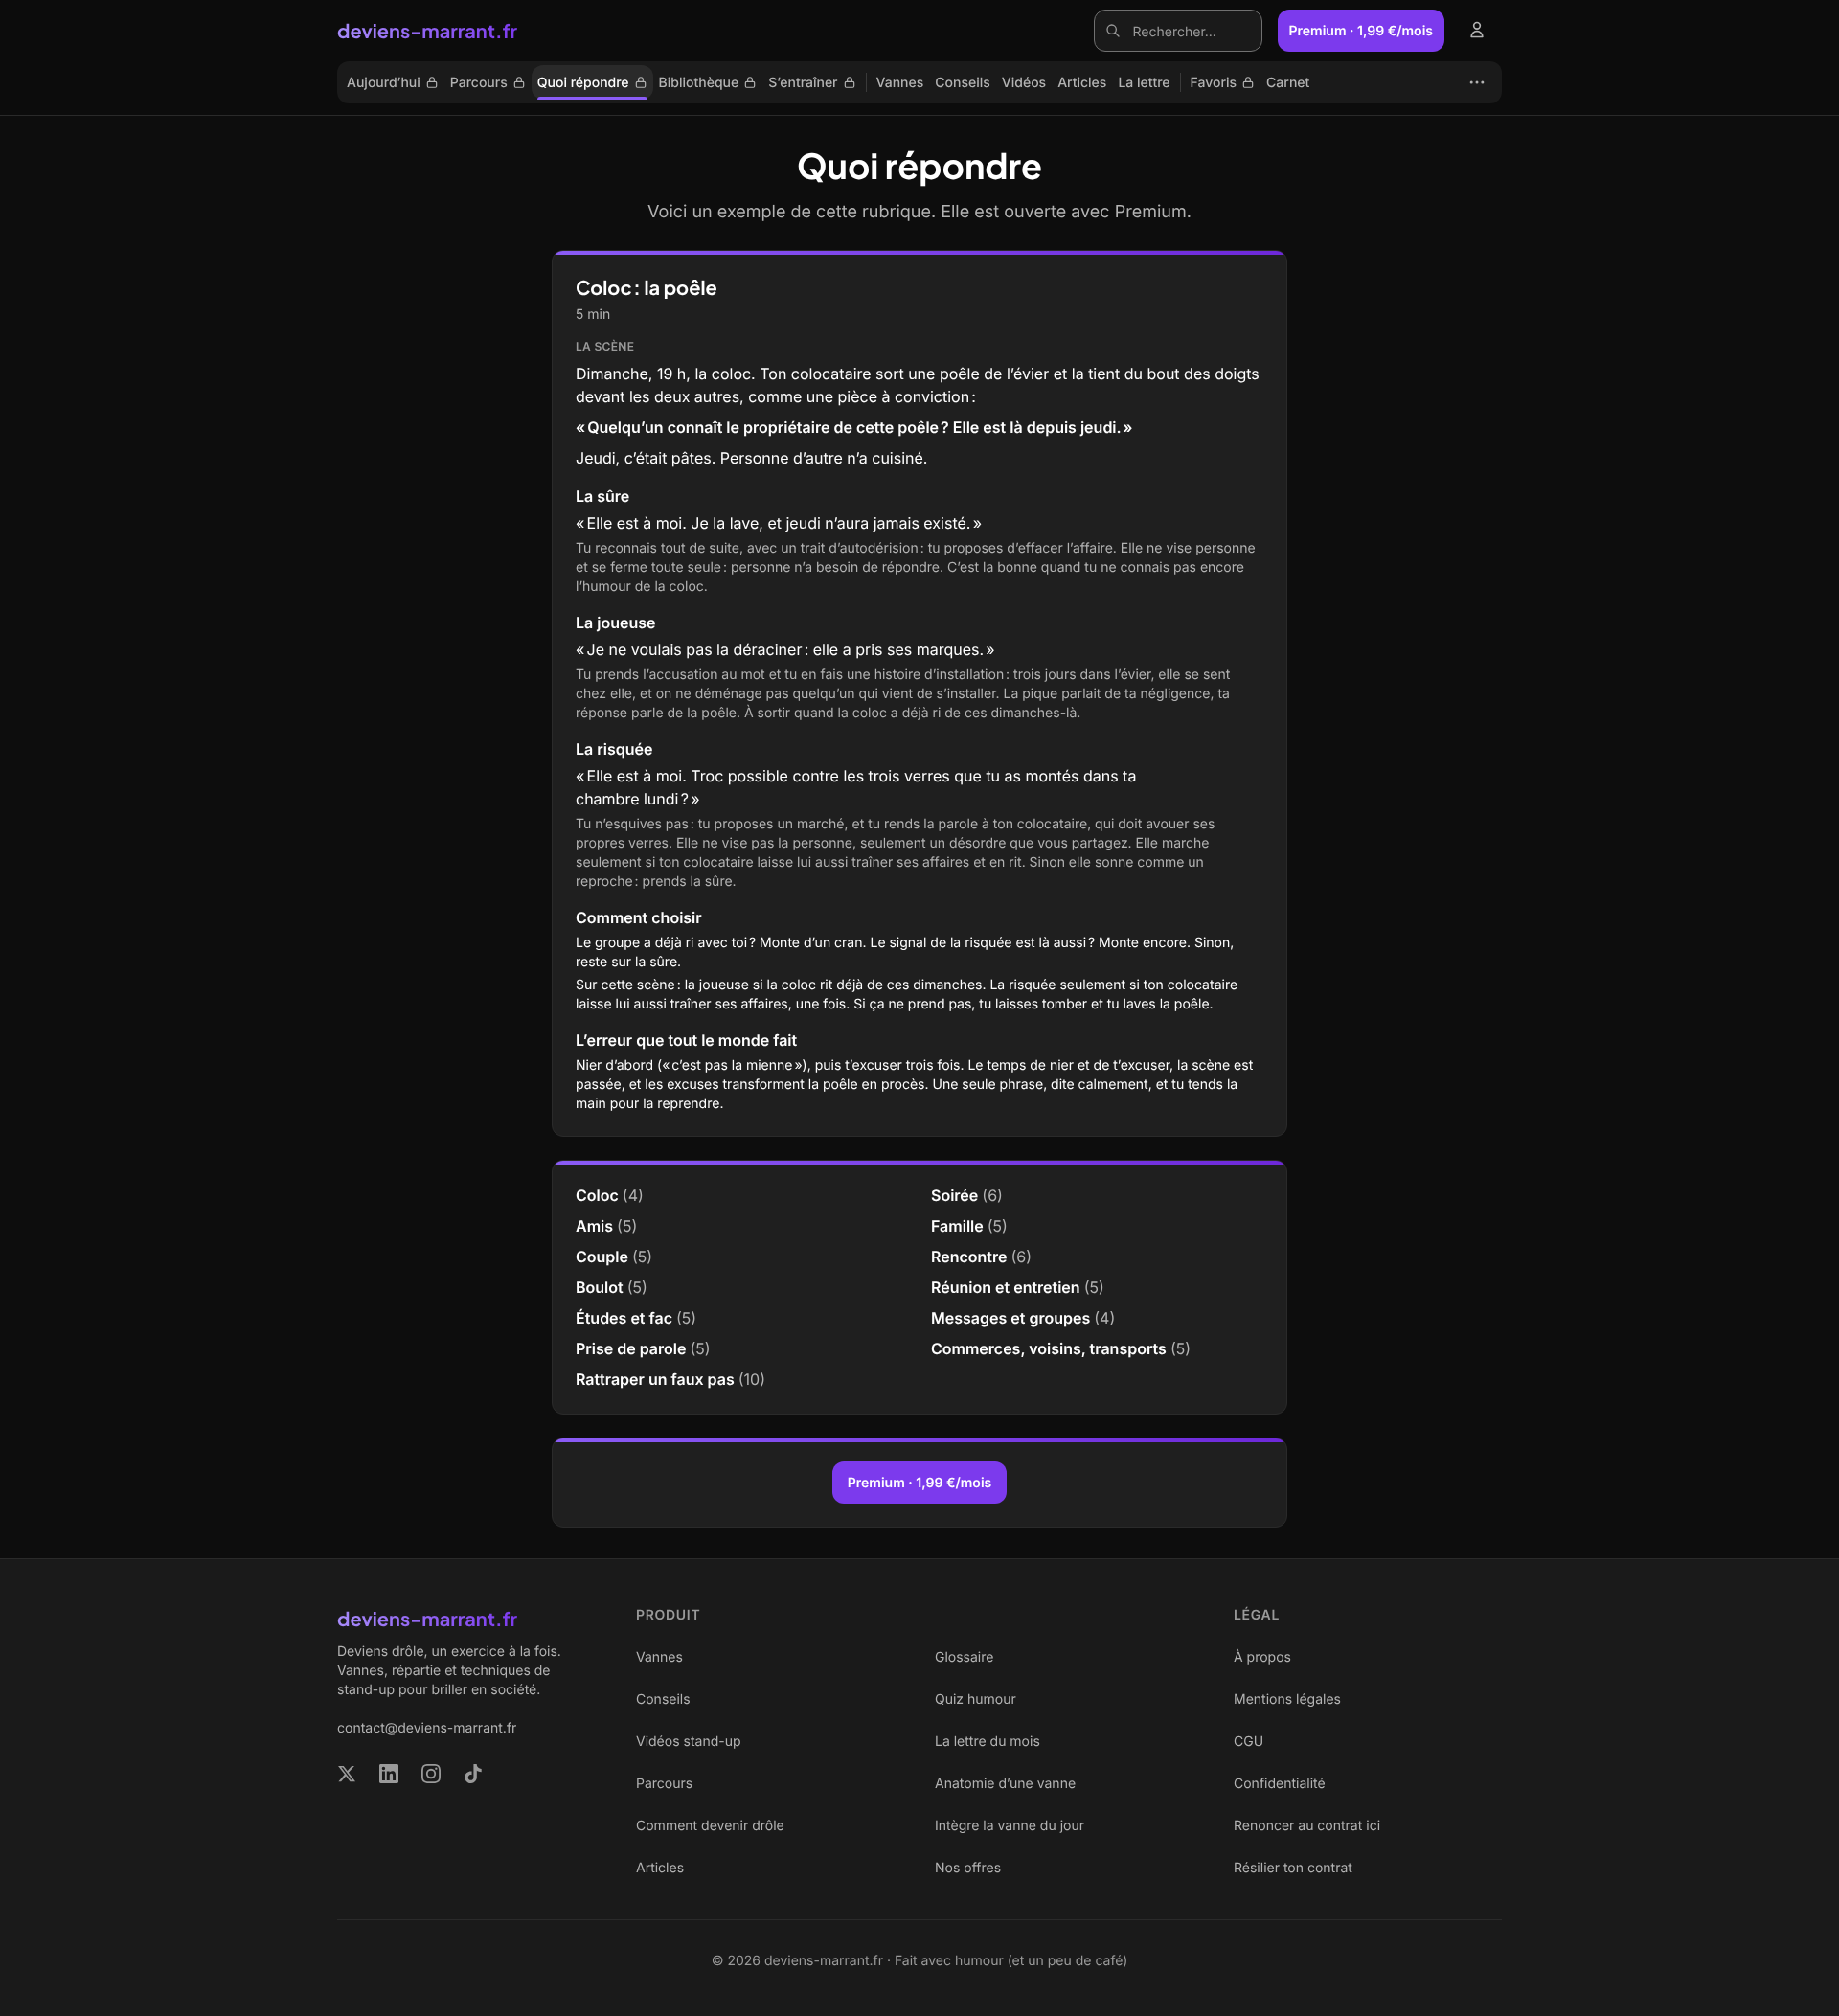 deviens-marrant.fr
Rechercher...
Premium · 1,99 €/mois
Aujourd’hui
Parcours
Quoi répondre
Bibliothèque
S’entraîner
Vannes
Conseils
Vidéos
Articles
La lettre
Favoris
Carnet
Quoi répondre
Voici un exemple de cette rubrique. Elle est ouverte avec Premium.
Coloc : la poêle
5 min
LA SCÈNE
Dimanche, 19 h, la coloc. Ton colocataire sort une poêle de l’évier et la tient du bout des doigts
devant les deux autres, comme une pièce à conviction :
« Quelqu’un connaît le propriétaire de cette poêle ? Elle est là depuis jeudi. »
Jeudi, c’était pâtes. Personne d’autre n’a cuisiné.
La sûre
« Elle est à moi. Je la lave, et jeudi n’aura jamais existé. »
Tu reconnais tout de suite, avec un trait d’autodérision : tu proposes d’effacer l’affaire. Elle ne vise personne
et se ferme toute seule : personne n’a besoin de répondre. C’est la bonne quand tu ne connais pas encore
l’humour de la coloc.
La joueuse
« Je ne voulais pas la déraciner : elle a pris ses marques. »
Tu prends l’accusation au mot et tu en fais une histoire d’installation : trois jours dans l’évier, elle se sent
chez elle, et on ne déménage pas quelqu’un qui vient de s’installer. La pique parlait de ta négligence, ta
réponse parle de la poêle. À sortir quand la coloc a déjà ri de ces dimanches-là.
La risquée
« Elle est à moi. Troc possible contre les trois verres que tu as montés dans ta
chambre lundi ? »
Tu n’esquives pas : tu proposes un marché, et tu rends la parole à ton colocataire, qui doit avouer ses
propres verres. Elle ne vise pas la personne, seulement un désordre que vous partagez. Elle marche
seulement si ton colocataire laisse lui aussi traîner ses affaires et en rit. Sinon elle sonne comme un
reproche : prends la sûre.
Comment choisir
Le groupe a déjà ri avec toi ? Monte d’un cran. Le signal de la risquée est là aussi ? Monte encore. Sinon,
reste sur la sûre.
Sur cette scène : la joueuse si la coloc rit déjà de ces dimanches. La risquée seulement si ton colocataire
laisse lui aussi traîner ses affaires, une fois. Si ça ne prend pas, tu laisses tomber et tu laves la poêle.
L’erreur que tout le monde fait
Nier d’abord (« c’est pas la mienne »), puis t’excuser trois fois. Le temps de nier et de t’excuser, la scène est
passée, et les excuses transforment la poêle en procès. Une seule phrase, dite calmement, et tu tends la
main pour la reprendre.
Coloc (4)
Soirée (6)
Amis (5)
Famille (5)
Couple (5)
Rencontre (6)
Boulot (5)
Réunion et entretien (5)
Études et fac (5)
Messages et groupes (4)
Prise de parole (5)
Commerces, voisins, transports (5)
Rattraper un faux pas (10)
Premium · 1,99 €/mois
deviens-marrant.fr
Deviens drôle, un exercice à la fois.
Vannes, répartie et techniques de
stand-up pour briller en société.
contact@deviens-marrant.fr
PRODUIT
Vannes
Conseils
Vidéos stand-up
Parcours
Comment devenir drôle
Articles
Glossaire
Quiz humour
La lettre du mois
Anatomie d’une vanne
Intègre la vanne du jour
Nos offres
LÉGAL
À propos
Mentions légales
CGU
Confidentialité
Renoncer au contrat ici
Résilier ton contrat
© 2026 deviens-marrant.fr · Fait avec humour (et un peu de café)